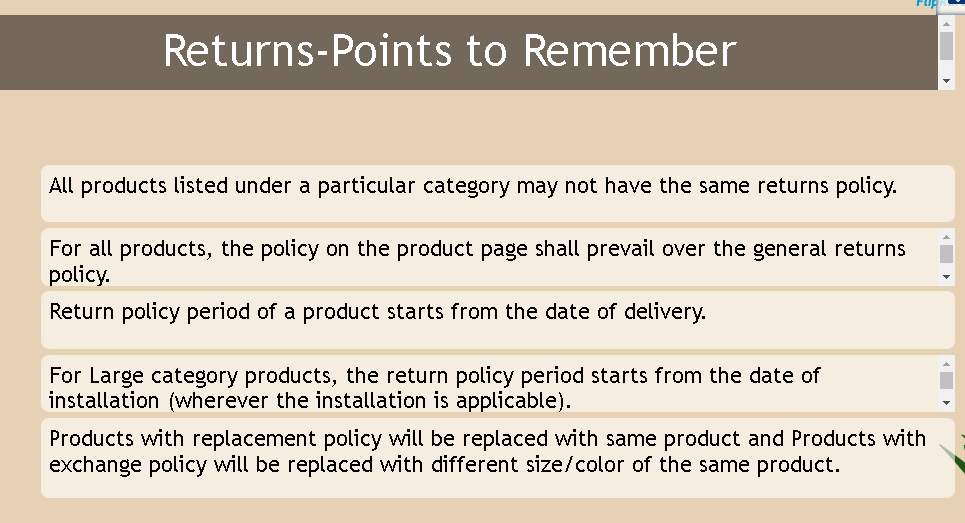 Returns-Points to Remember
All products listed under a particular category may not have the same returns policy.
For all products, the policy on the product page shall prevail over the general returns
policy.
Return policy period of a product starts from the date of delivery.
For Large category products, the return policy period starts from the date of
installation (wherever the installation is applicable).
Products with replacement policy will be replaced with same product and Products with
exchange policy will be replaced with different size/color of the same product.